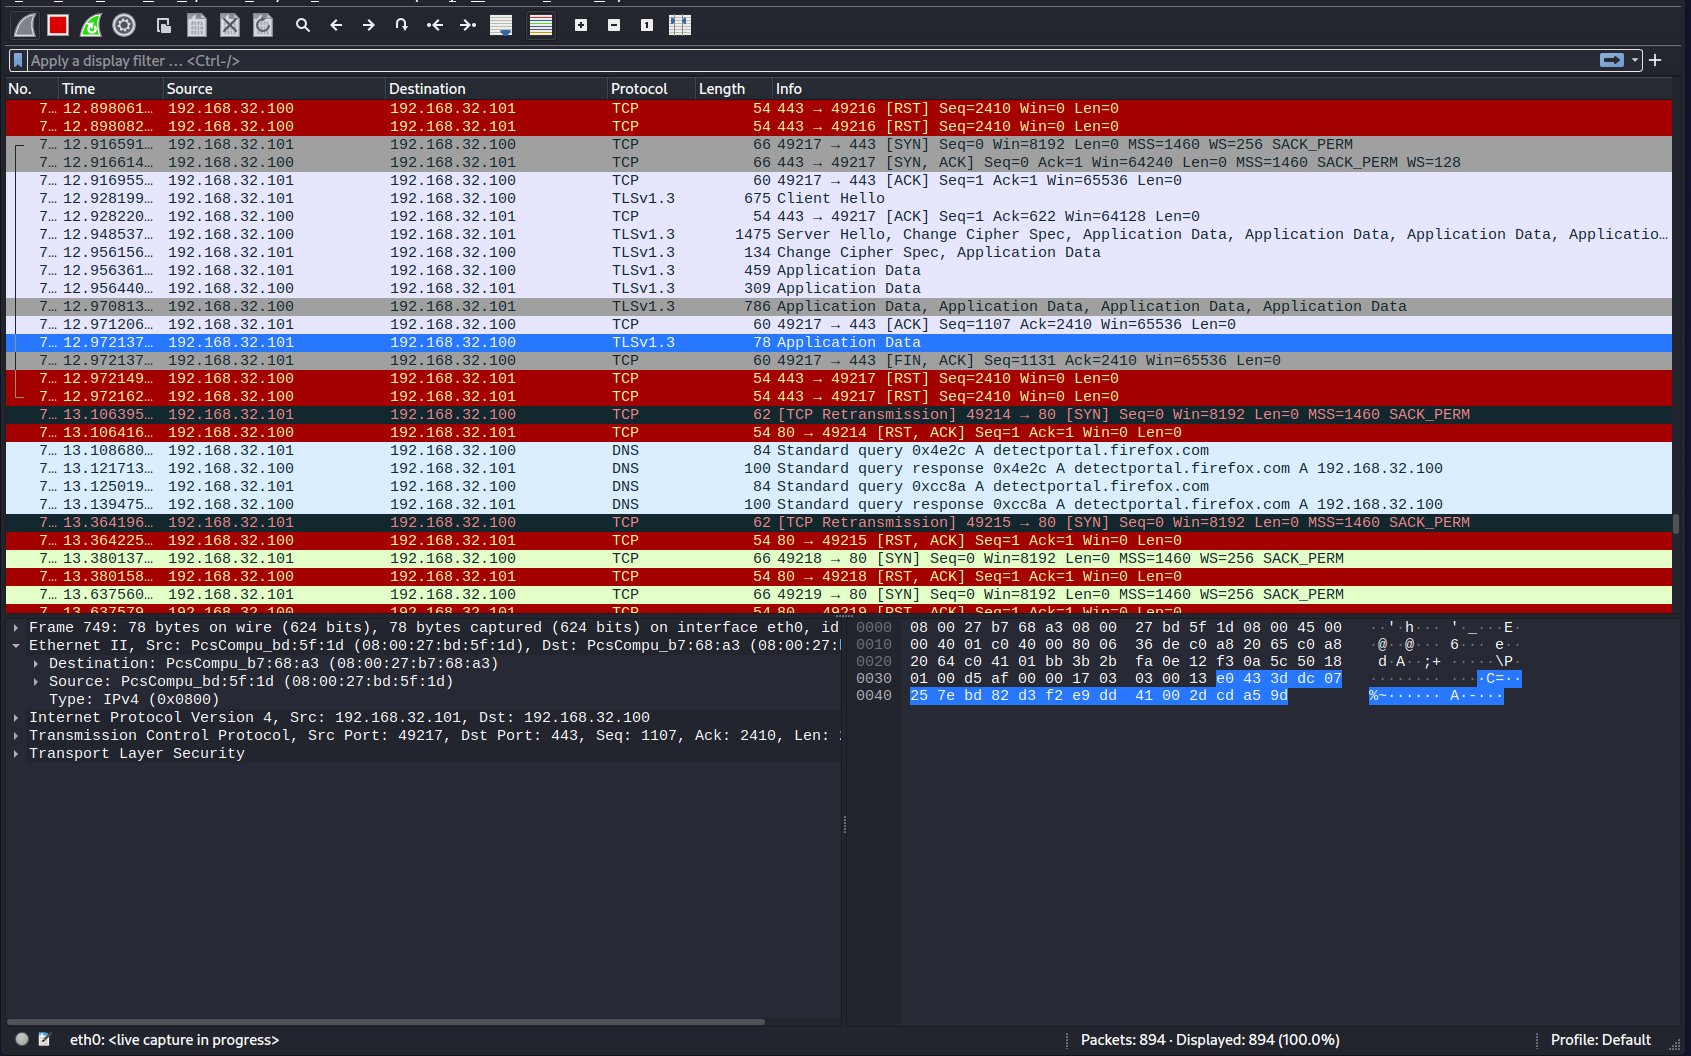 Apply a display filter … <Ctrl-/>
No. Time Source Destination Protocol Length Info
7… 12.898061… 192.168.32.100 192.168.32.101 TCP 54 443 → 49216 [RST] Seq=2410 Win=0 Len=0
7… 12.898082… 192.168.32.100 192.168.32.101 TCP 54 443 → 49216 [RST] Seq=2410 Win=0 Len=0
7… 12.916591… 192.168.32.101 192.168.32.100 TCP 66 49217 → 443 [SYN] Seq=0 Win=8192 Len=0 MSS=1460 WS=256 SACK_PERM
7… 12.916614… 192.168.32.100 192.168.32.101 TCP 66 443 → 49217 [SYN, ACK] Seq=0 Ack=1 Win=64240 Len=0 MSS=1460 SACK_PERM WS=128
7… 12.916955… 192.168.32.101 192.168.32.100 TCP 60 49217 → 443 [ACK] Seq=1 Ack=1 Win=65536 Len=0
7… 12.928199… 192.168.32.101 192.168.32.100 TLSv1.3 675 Client Hello
7… 12.928220… 192.168.32.100 192.168.32.101 TCP 54 443 → 49217 [ACK] Seq=1 Ack=622 Win=64128 Len=0
7… 12.948537… 192.168.32.100 192.168.32.101 TLSv1.3 1475 Server Hello, Change Cipher Spec, Application Data, Application Data, Application Data, Applicatio…
7… 12.956156… 192.168.32.101 192.168.32.100 TLSv1.3 134 Change Cipher Spec, Application Data
7… 12.956361… 192.168.32.101 192.168.32.100 TLSv1.3 459 Application Data
7… 12.956440… 192.168.32.101 192.168.32.100 TLSv1.3 309 Application Data
7… 12.970813… 192.168.32.100 192.168.32.101 TLSv1.3 786 Application Data, Application Data, Application Data, Application Data
7… 12.971206… 192.168.32.101 192.168.32.100 TCP 60 49217 → 443 [ACK] Seq=1107 Ack=2410 Win=65536 Len=0
7… 12.972137… 192.168.32.101 192.168.32.100 TLSv1.3 78 Application Data
7… 12.972137… 192.168.32.101 192.168.32.100 TCP 60 49217 → 443 [FIN, ACK] Seq=1131 Ack=2410 Win=65536 Len=0
7… 12.972149… 192.168.32.100 192.168.32.101 TCP 54 443 → 49217 [RST] Seq=2410 Win=0 Len=0
7… 12.972162… 192.168.32.100 192.168.32.101 TCP 54 443 → 49217 [RST] Seq=2410 Win=0 Len=0
7… 13.106395… 192.168.32.101 192.168.32.100 TCP 62 [TCP Retransmission] 49214 → 80 [SYN] Seq=0 Win=8192 Len=0 MSS=1460 SACK_PERM
7… 13.106416… 192.168.32.100 192.168.32.101 TCP 54 80 → 49214 [RST, ACK] Seq=1 Ack=1 Win=0 Len=0
7… 13.108680… 192.168.32.101 192.168.32.100 DNS 84 Standard query 0x4e2c A detectportal.firefox.com
7… 13.121713… 192.168.32.100 192.168.32.101 DNS 100 Standard query response 0x4e2c A detectportal.firefox.com A 192.168.32.100
7… 13.125019… 192.168.32.101 192.168.32.100 DNS 84 Standard query 0xcc8a A detectportal.firefox.com
7… 13.139475… 192.168.32.100 192.168.32.101 DNS 100 Standard query response 0xcc8a A detectportal.firefox.com A 192.168.32.100
7… 13.364196… 192.168.32.101 192.168.32.100 TCP 62 [TCP Retransmission] 49215 → 80 [SYN] Seq=0 Win=8192 Len=0 MSS=1460 SACK_PERM
7… 13.364225… 192.168.32.100 192.168.32.101 TCP 54 80 → 49215 [RST, ACK] Seq=1 Ack=1 Win=0 Len=0
7… 13.380137… 192.168.32.101 192.168.32.100 TCP 66 49218 → 80 [SYN] Seq=0 Win=8192 Len=0 MSS=1460 WS=256 SACK_PERM
7… 13.380158… 192.168.32.100 192.168.32.101 TCP 54 80 → 49218 [RST, ACK] Seq=1 Ack=1 Win=0 Len=0
7… 13.637560… 192.168.32.101 192.168.32.100 TCP 66 49219 → 80 [SYN] Seq=0 Win=8192 Len=0 MSS=1460 WS=256 SACK_PERM
7… 13.637579… 192.168.32.100 192.168.32.101 TCP 54 80 → 49219 [RST, ACK] Seq=1 Ack=1 Win=0 Len=0
Frame 749: 78 bytes on wire (624 bits), 78 bytes captured (624 bits) on interface eth0, id
Ethernet II, Src: PcsCompu_bd:5f:1d (08:00:27:bd:5f:1d), Dst: PcsCompu_b7:68:a3 (08:00:27:
Destination: PcsCompu_b7:68:a3 (08:00:27:b7:68:a3)
Source: PcsCompu_bd:5f:1d (08:00:27:bd:5f:1d)
Type: IPv4 (0x0800)
Internet Protocol Version 4, Src: 192.168.32.101, Dst: 192.168.32.100
Transmission Control Protocol, Src Port: 49217, Dst Port: 443, Seq: 1107, Ack: 2410, Len:
Transport Layer Security
0000 08 00 27 b7 68 a3 08 00 27 bd 5f 1d 08 00 45 00 ··'·h··· '·_···E·
0010 00 40 01 c0 40 00 80 06 36 de c0 a8 20 65 c0 a8 ·@··@··· 6··· e··
0020 20 64 c0 41 01 bb 3b 2b fa 0e 12 f3 0a 5c 50 18 d·A··;+ ·····\P·
0030 01 00 d5 af 00 00 17 03 03 00 13 e0 43 3d dc 07 ········ ····C=··
0040 25 7e bd 82 d3 f2 e9 dd 41 00 2d cd a5 9d %~······ A·-···
eth0: <live capture in progress>
Packets: 894 · Displayed: 894 (100.0%)
Profile: Default